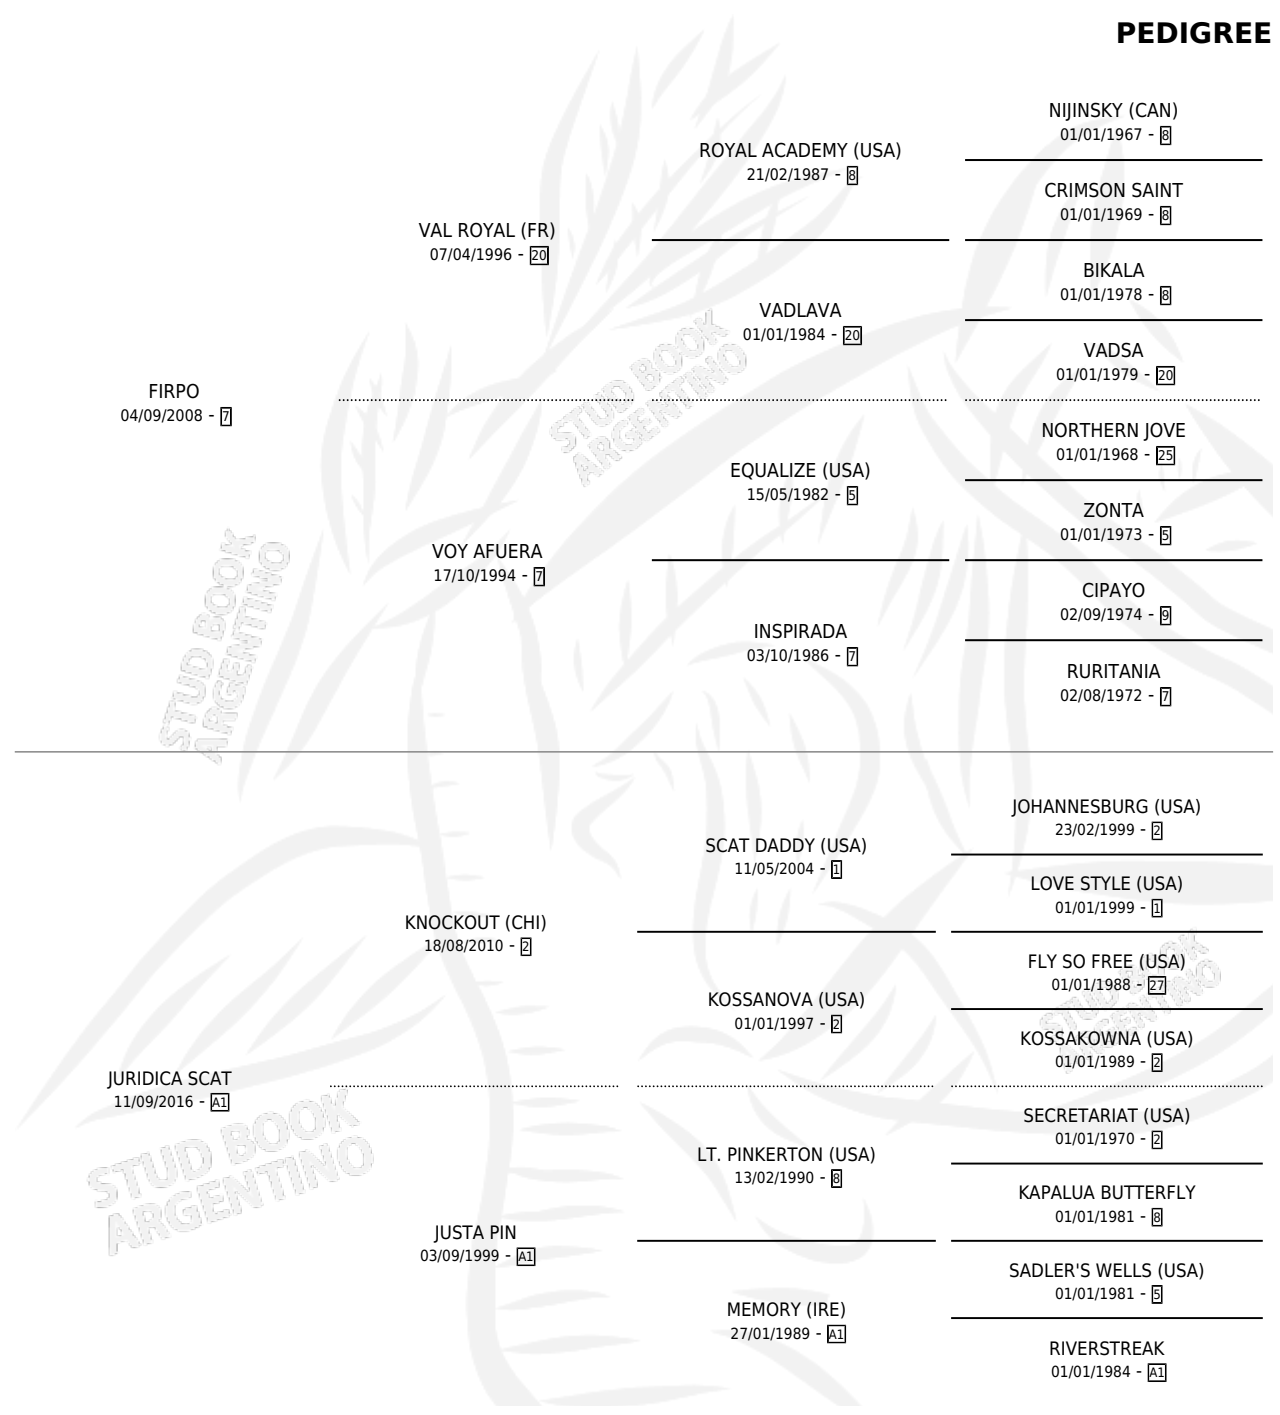 PEDIGREE
NIJINSKY (CAN)
01/01/1967 - 8
ROYAL ACADEMY (USA)
21/02/1987 - 8
CRIMSON SAINT
01/01/1969 - 8
VAL ROYAL (FR)
07/04/1996 - 20
BIKALA
01/01/1978 - 8
VADLAVA
01/01/1984 - 20
VADSA
01/01/1979 - 20
FIRPO
04/09/2008 - 7
NORTHERN JOVE
01/01/1968 - 25
EQUALIZE (USA)
15/05/1982 - 5
ZONTA
01/01/1973 - 5
VOY AFUERA
17/10/1994 - 7
CIPAYO
02/09/1974 - 9
INSPIRADA
03/10/1986 - 7
RURITANIA
02/08/1972 - 7
JOHANNESBURG (USA)
23/02/1999 - 2
SCAT DADDY (USA)
11/05/2004 - 1
LOVE STYLE (USA)
01/01/1999 - 1
KNOCKOUT (CHI)
18/08/2010 - 2
FLY SO FREE (USA)
01/01/1988 - 27
KOSSANOVA (USA)
01/01/1997 - 2
KOSSAKOWNA (USA)
01/01/1989 - 2
JURIDICA SCAT
11/09/2016 - A1
SECRETARIAT (USA)
01/01/1970 - 2
LT. PINKERTON (USA)
13/02/1990 - 8
KAPALUA BUTTERFLY
01/01/1981 - 8
JUSTA PIN
03/09/1999 - A1
SADLER'S WELLS (USA)
01/01/1981 - 5
MEMORY (IRE)
27/01/1989 - A1
RIVERSTREAK
01/01/1984 - A1
STUD BOOK
ARGENTINO
STUD BOOK
ARGENTINO
STUD BOOK
ARGENTINO
STUD BOOK
ARGENTINO